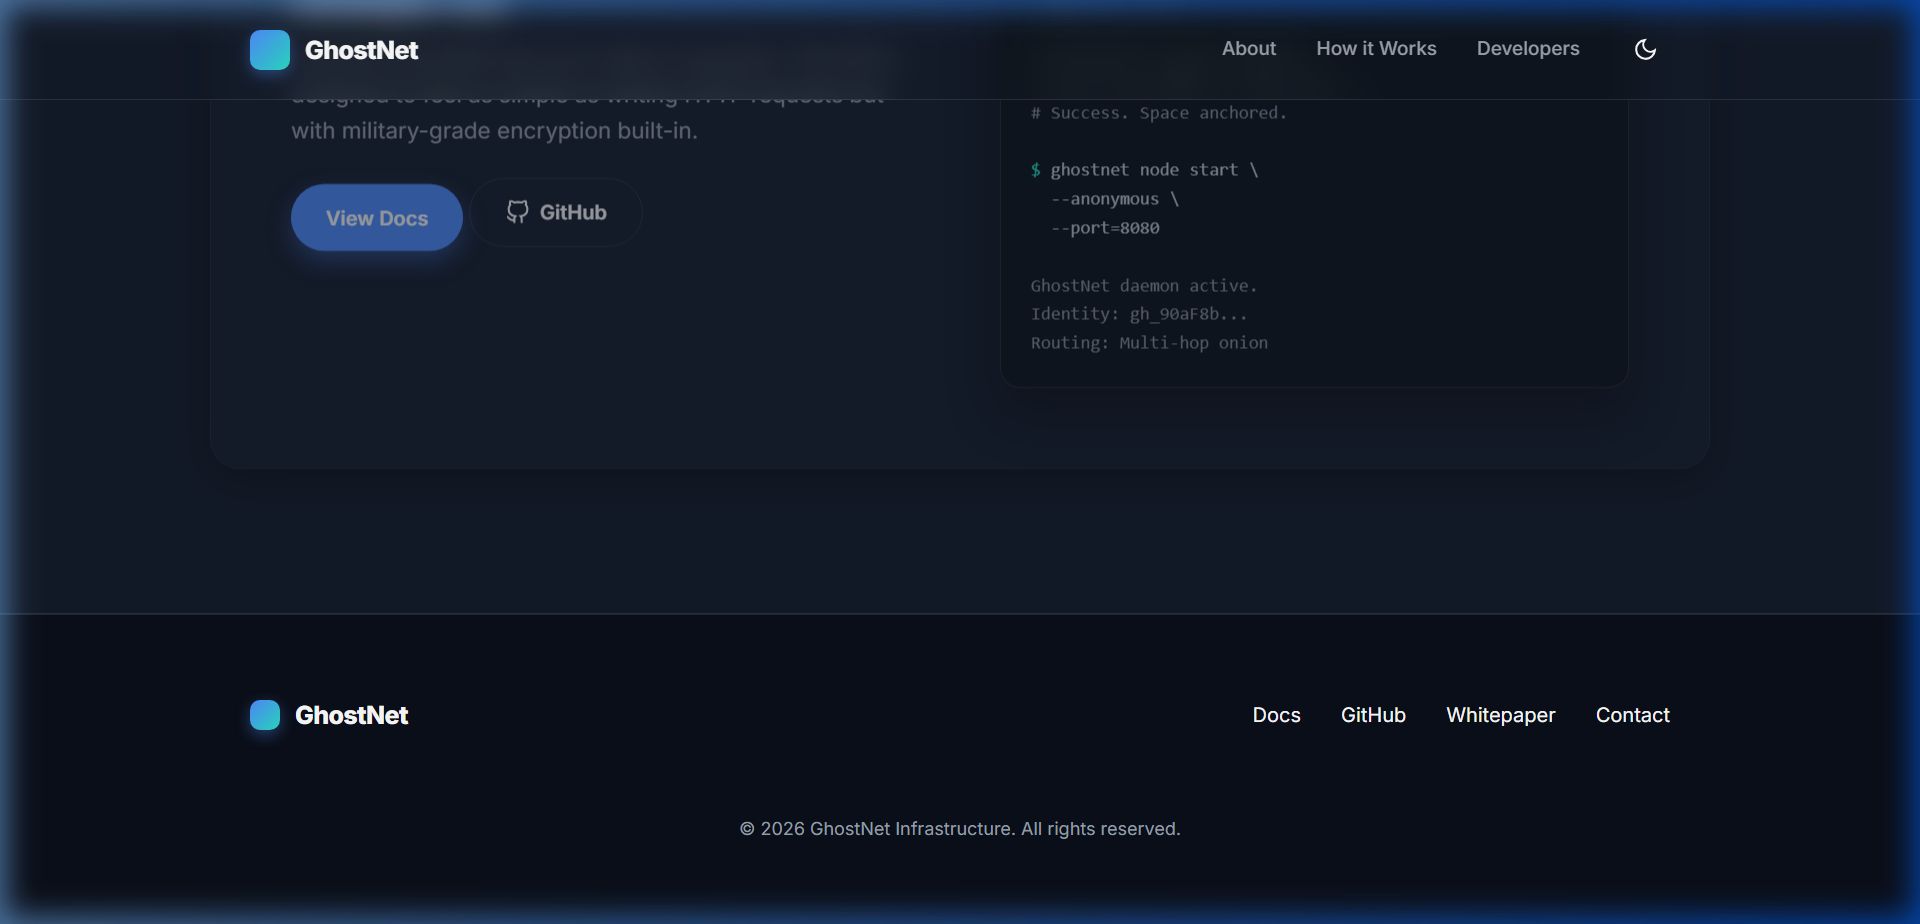 GhostNet
About
How it Works
Developers
with military-grade encryption built-in.
View Docs
GitHub
# Success. Space anchored.
$ ghostnet node start \
--anonymous \
--port=8080
GhostNet daemon active.
Identity: gh_90aF8b...
Routing: Multi-hop onion
GhostNet
Docs
GitHub
Whitepaper
Contact
© 2026 GhostNet Infrastructure. All rights reserved.